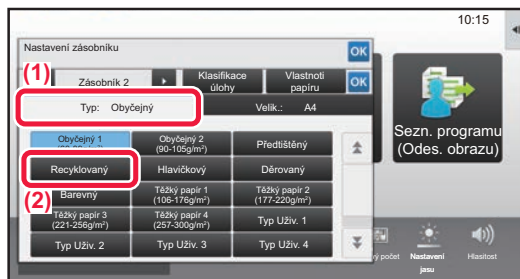 10:15
Nastavení zásobníku
OK
(1)
Zásobník 2
Klasifikace
úlohy
Vlastnoti
papíru
OK
Typ: Obyčejný
Velik.: A4
Obyčejný 1
Obyčejný 2
(90-105g/m²)
Předtištěný
Recyklovaný
Hlavičkový
Děrovaný
(2)
Barevný
Těžký papír 1
(106-176g/m²)
Těžký papír 2
(177-220g/m²)
Těžký papír 3
(221-256g/m²)
Těžký papír 4
(257-300g/m²)
Typ Uživ. 1
Typ Uživ. 2
Typ Uživ. 3
Typ Uživ. 4
Sezn. programu
(Odes. obrazu)
počet
Nastavení
jasu
Hlasitost